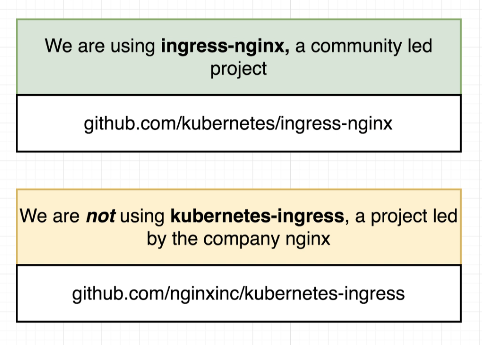 We are using ingress-nginx, a community led
project
github.com/kubernetes/ingress-nginx
We are not using kubernetes-ingress, a project led
by the company nginx
github.com/nginxinc/kubernetes-ingress